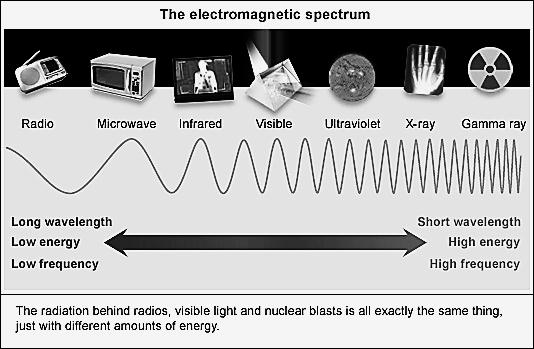 The electromagnetic spectrum
Radio Microwave Infrared Visible Ultraviolet X-ray Gamma ray
Long wavelength Short wavelength
Low energy High energy
Low frequency High frequency
The radiation behind radios, visible light and nuclear blasts is all exactly the same thing,
just with different amounts of energy.